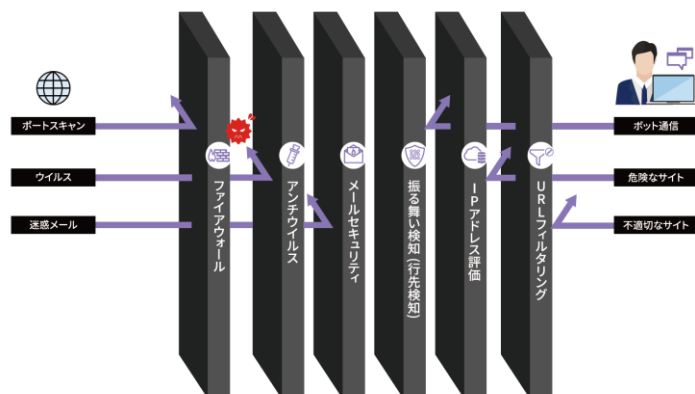 ポートスキャン
ウイルス
迷惑メール
ファイアウォール
アンチウイルス
メールセキュリティ
振る舞い検知(行先検知)
IPアドレス評価
URLフィルタリング
ボット通信
危険なサイト
不適切なサイト